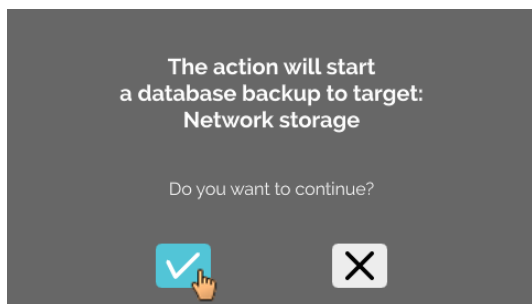 The action will start
a database backup to target:
Network storage
Do you want to continue?